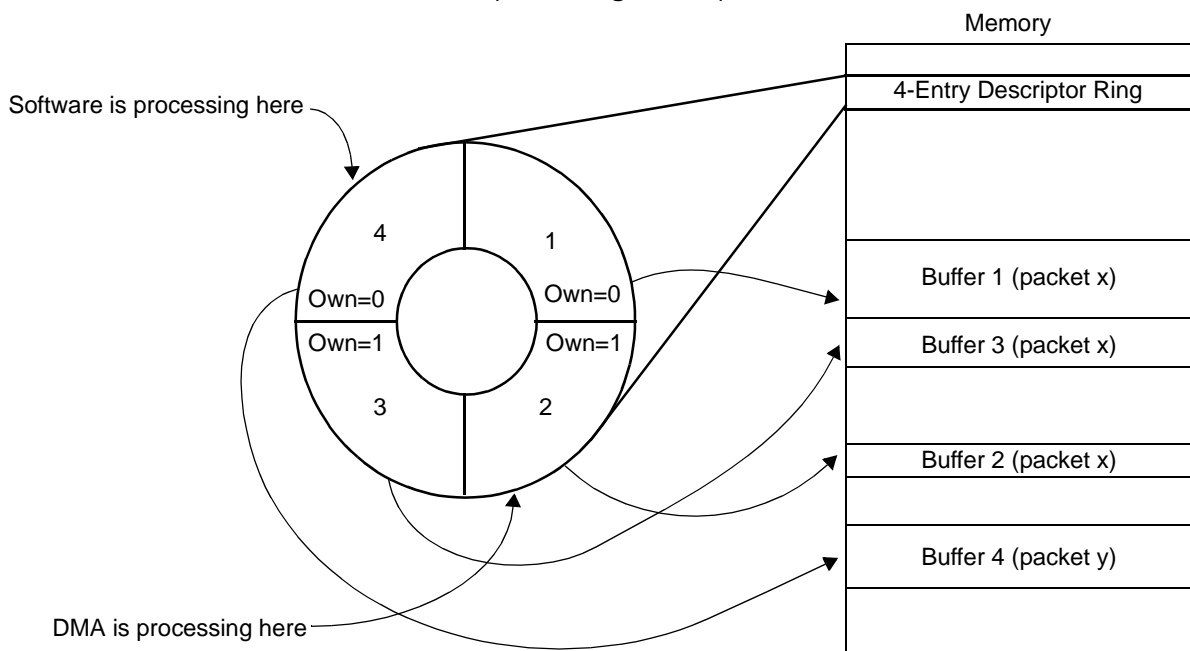 Memory
4-Entry Descriptor Ring
Software is processing here
4
1
Own=0
Own=0
Own=1
Own=1
3
2
Buffer 1 (packet x)
Buffer 3 (packet x)
Buffer 2 (packet x)
Buffer 4 (packet y)
DMA is processing here